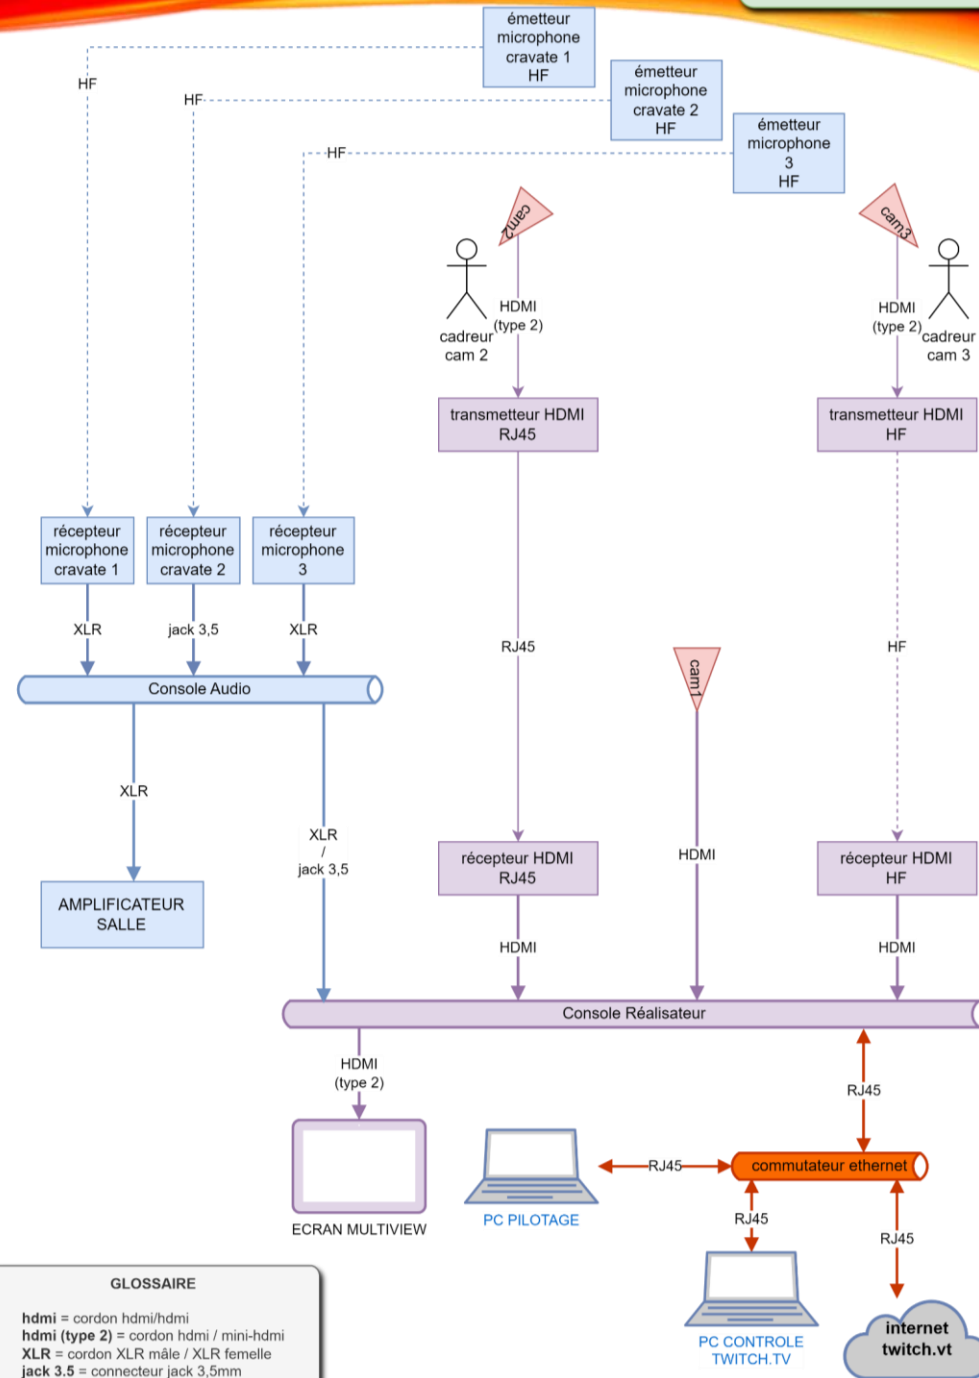 émetteur
microphone
cravate 1
HF
émetteur
microphone
cravate 2
HF
émetteur
microphone
3
HF
HF
HF
HF
cam2
cam3
HDMI
(type 2)
HDMI
(type 2)
cadreur
cam 2
cadreur
cam 3
transmetteur HDMI
RJ45
transmetteur HDMI
HF
récepteur
microphone
cravate 1
récepteur
microphone
cravate 2
récepteur
microphone
3
XLR
jack 3,5
XLR
RJ45
HF
cam1
Console Audio
XLR
XLR
/
jack 3,5
HDMI
récepteur HDMI
RJ45
récepteur HDMI
HF
AMPLIFICATEUR
SALLE
HDMI
HDMI
Console Réalisateur
HDMI
(type 2)
RJ45
RJ45
commutateur ethernet
ECRAN MULTIVIEW
PC PILOTAGE
RJ45
RJ45
PC CONTROLE
TWITCH.TV
internet
twitch.vt
GLOSSAIRE
hdmi = cordon hdmi/hdmi
hdmi (type 2) = cordon hdmi / mini-hdmi
XLR = cordon XLR mâle / XLR femelle
jack 3.5 = connecteur jack 3,5mm